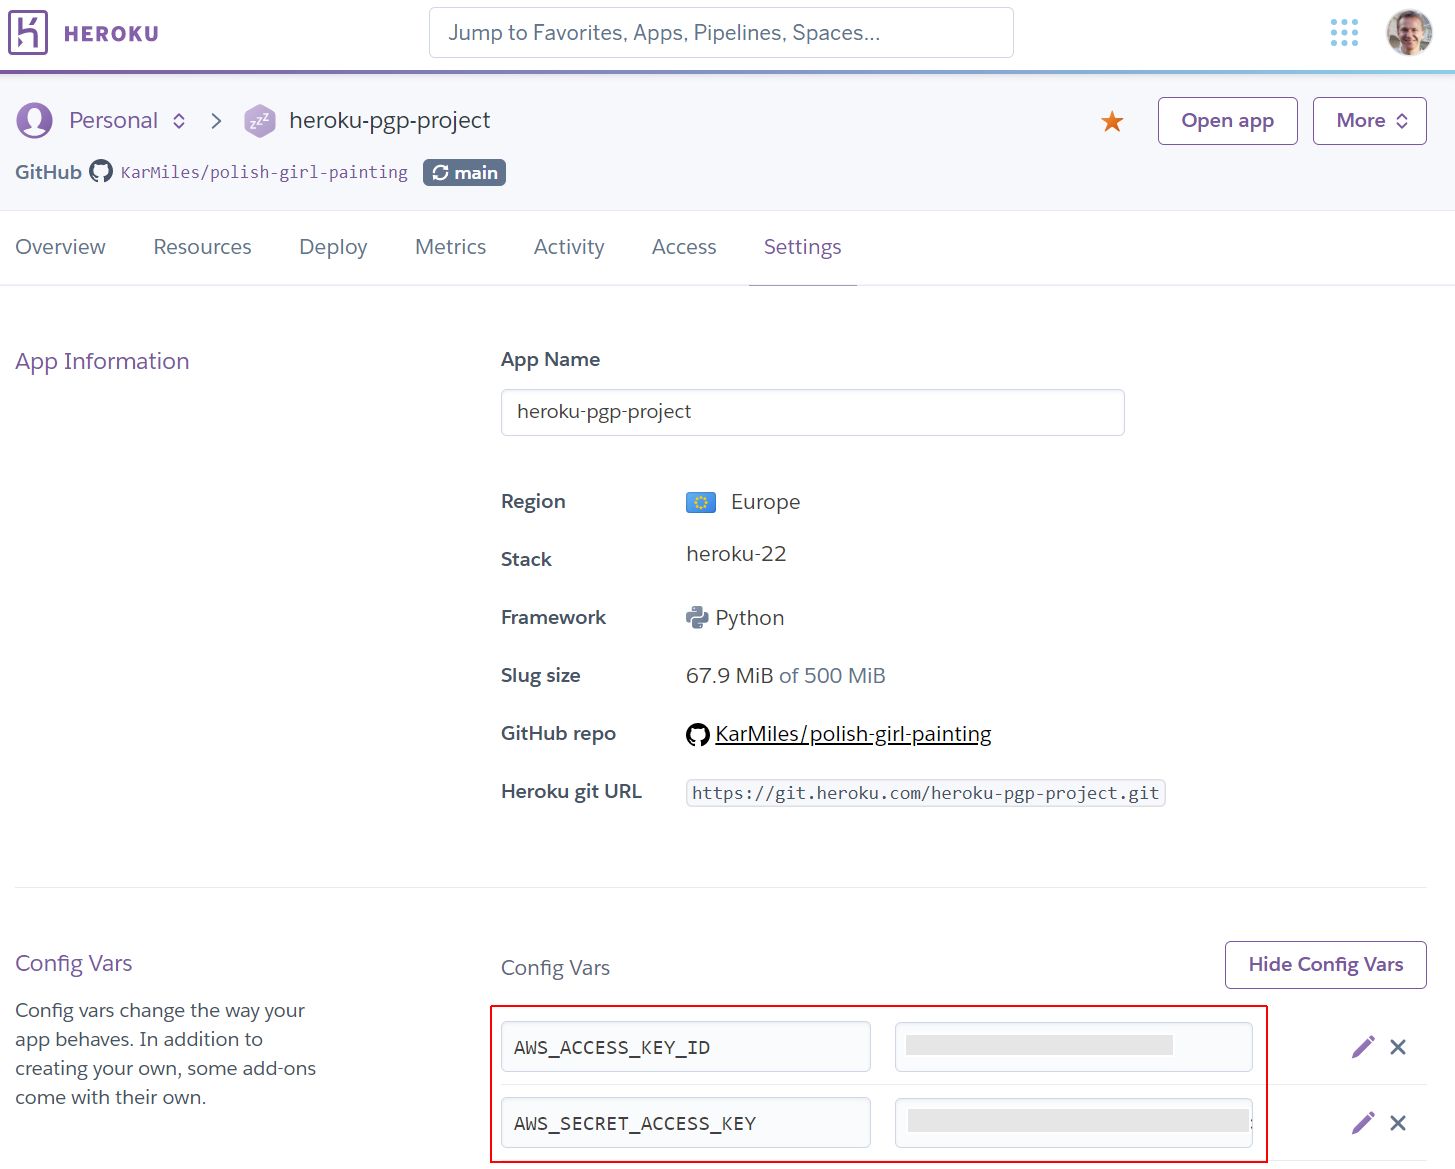 HEROKU
Jump to Favorites, Apps, Pipelines, Spaces...
Personal
heroku-pgp-project
Open app
More
GitHub KarMiles/polish-girl-painting main
Overview Resources Deploy Metrics Activity Access Settings
App Information
App Name
heroku-pgp-project
Region Europe
Stack heroku-22
Framework Python
Slug size 67.9 MiB of 500 MiB
GitHub repo KarMiles/polish-girl-painting
Heroku git URL https://git.heroku.com/heroku-pgp-project.git
Config Vars
Config vars change the way your
app behaves. In addition to
creating your own, some add-ons
come with their own.
Config Vars
Hide Config Vars
AWS_ACCESS_KEY_ID
AWS_SECRET_ACCESS_KEY